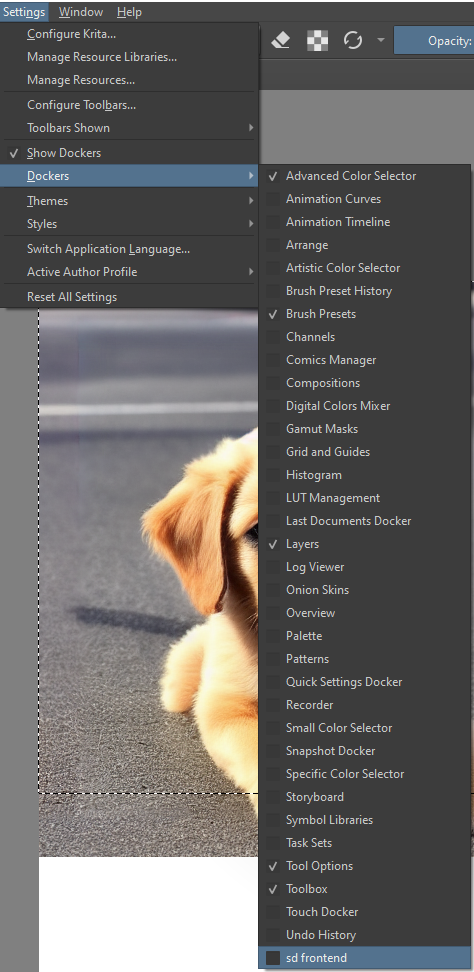 Settings Window Help
Configure Krita...
Manage Resource Libraries...
Manage Resources...
Configure Toolbars...
Toolbars Shown
Show Dockers
Dockers
Themes
Styles
Switch Application Language...
Active Author Profile
Reset All Settings
Opacity:
Advanced Color Selector
Animation Curves
Animation Timeline
Arrange
Artistic Color Selector
Brush Preset History
Brush Presets
Channels
Comics Manager
Compositions
Digital Colors Mixer
Gamut Masks
Grid and Guides
Histogram
LUT Management
Last Documents Docker
Layers
Log Viewer
Onion Skins
Overview
Palette
Patterns
Quick Settings Docker
Recorder
Small Color Selector
Snapshot Docker
Specific Color Selector
Storyboard
Symbol Libraries
Task Sets
Tool Options
Toolbox
Touch Docker
Undo History
sd frontend